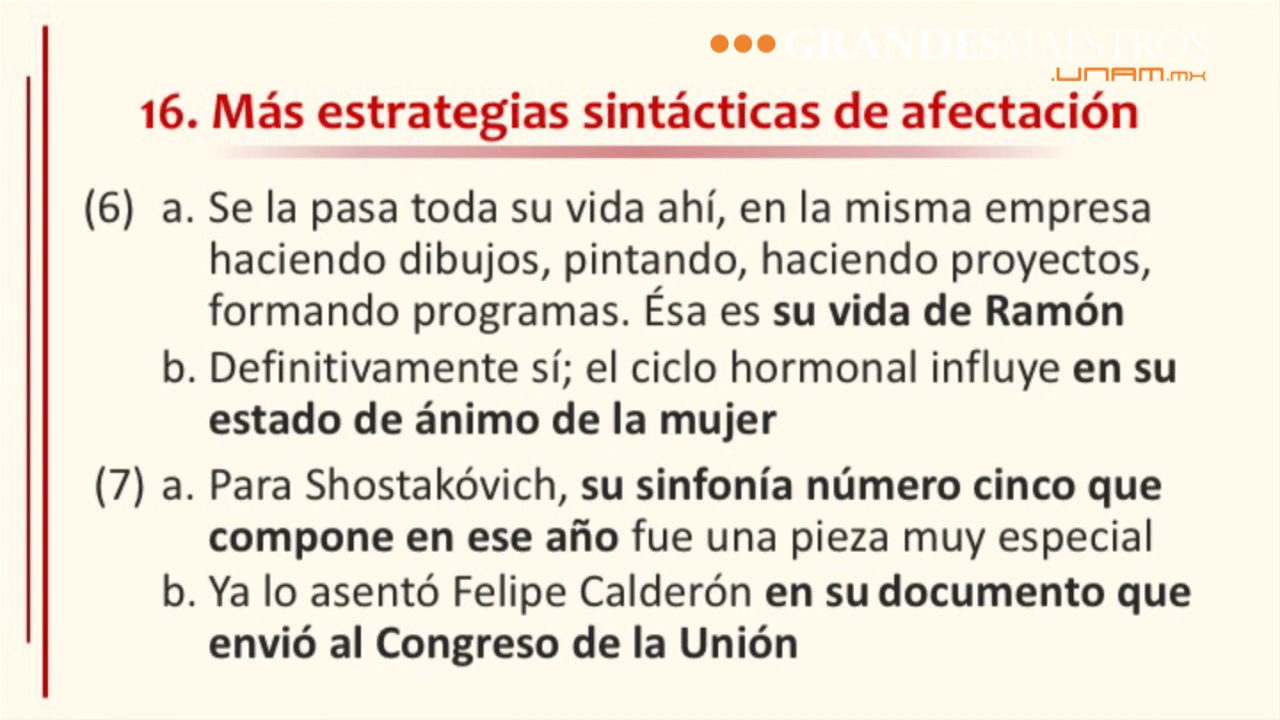 GRANDESMAESTROS
.UNAM.mx
16. Más estrategias sintácticas de afectación
(6) a. Se la pasa toda su vida ahí, en la misma empresa
haciendo dibujos, pintando, haciendo proyectos,
formando programas. Ésa es su vida de Ramón
b. Definitivamente sí; el ciclo hormonal influye en su
estado de ánimo de la mujer
(7) a. Para Shostakóvich, su sinfonía número cinco que
compone en ese año fue una pieza muy especial
b. Ya lo asentó Felipe Calderón en su documento que
envió al Congreso de la Unión